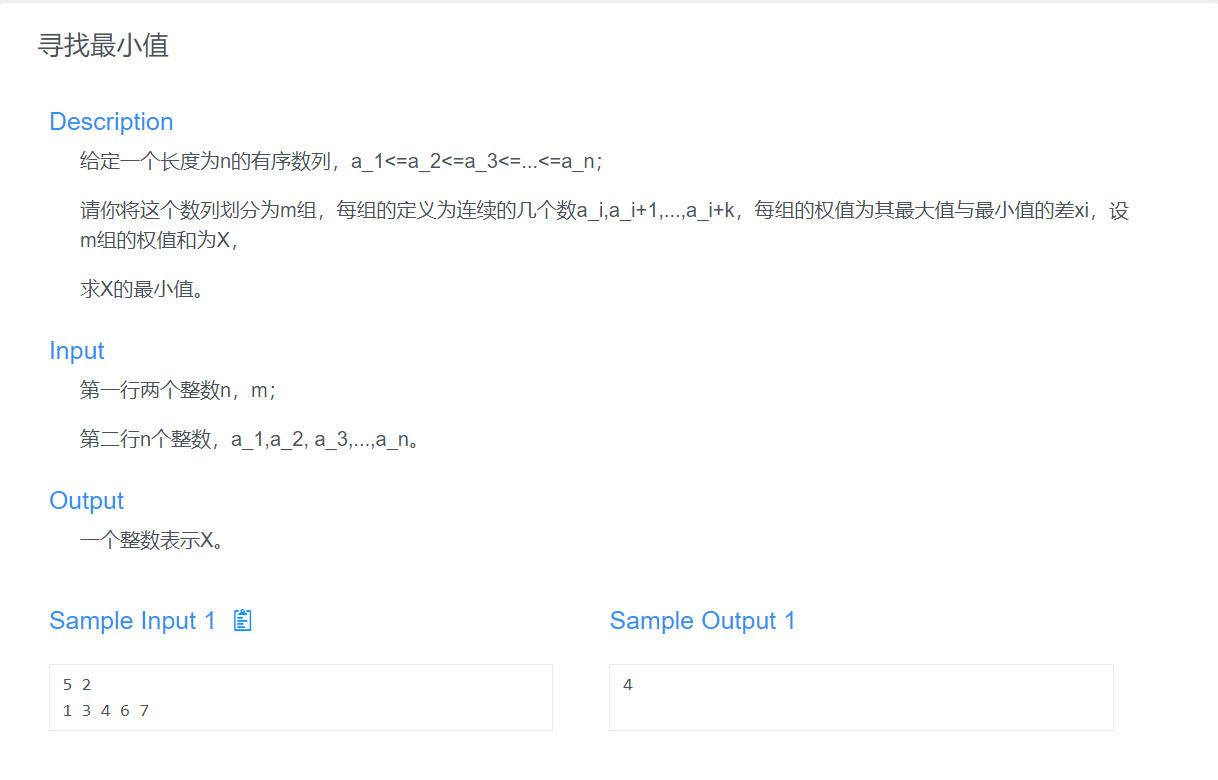 寻找最小值
Description
给定一个长度为n的有序数列，a_1<=a_2<=a_3<=...<=a_n；
请你将这个数列划分为m组，每组的定义为连续的几个数a_i,a_i+1,...,a_i+k，每组的权值为其最大值与最小值的差xi，设
m组的权值和为X，
求X的最小值。
Input
第一行两个整数n，m；
第二行n个整数，a_1,a_2, a_3,...,a_n。
Output
一个整数表示X。
Sample Input 1
5 2
1 3 4 6 7
Sample Output 1
4